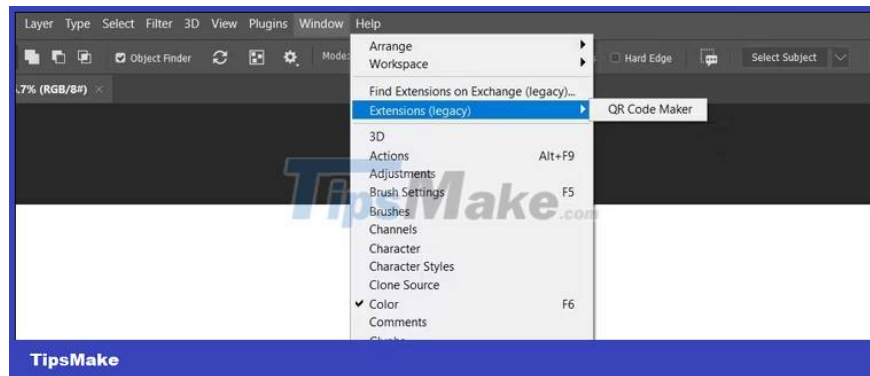 Layer Type Select Filter 3D View Plugins Window Help
Object Finder Mode: Hard Edge Select Subject
.7% (RGB/8#) ×
Arrange
Workspace
Find Extensions on Exchange (legacy)...
Extensions (legacy)
QR Code Maker
3D
Actions Alt+F9
Adjustments
Brush Settings F5
Brushes
Channels
Character
Character Styles
Clone Source
Color F6
Comments
TipsMake.com
TipsMake